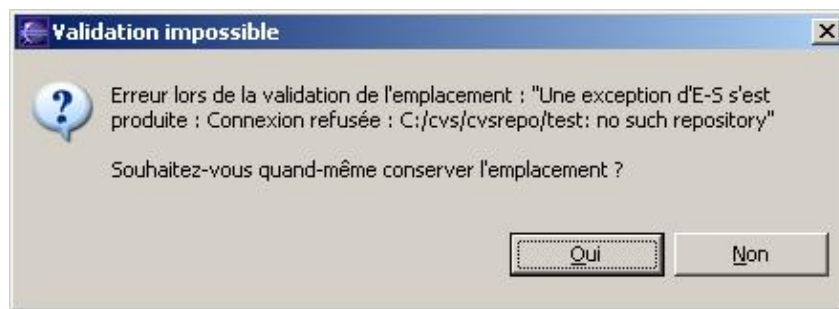 Validation impossible
Erreur lors de la validation de l'emplacement : "Une exception d'E-S s'est
produite : Connexion refusée : C:/cvs/cvsrepo/test: no such repository"
Souhaitez-vous quand-même conserver l'emplacement ?
Oui
Non